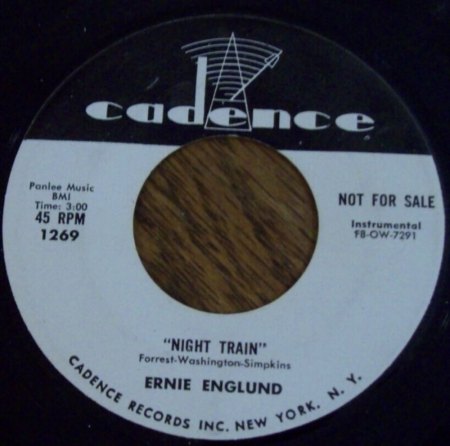 cadence
Panlee Music
BMI
Time: 3:00
45 RPM
1269
NOT FOR SALE
Instrumental
FB-OW-7291
"NIGHT TRAIN"
Forrest-Washington-Simpkins
ERNIE ENGLUND
CADENCE RECORDS INC. NEW YORK. N. Y.